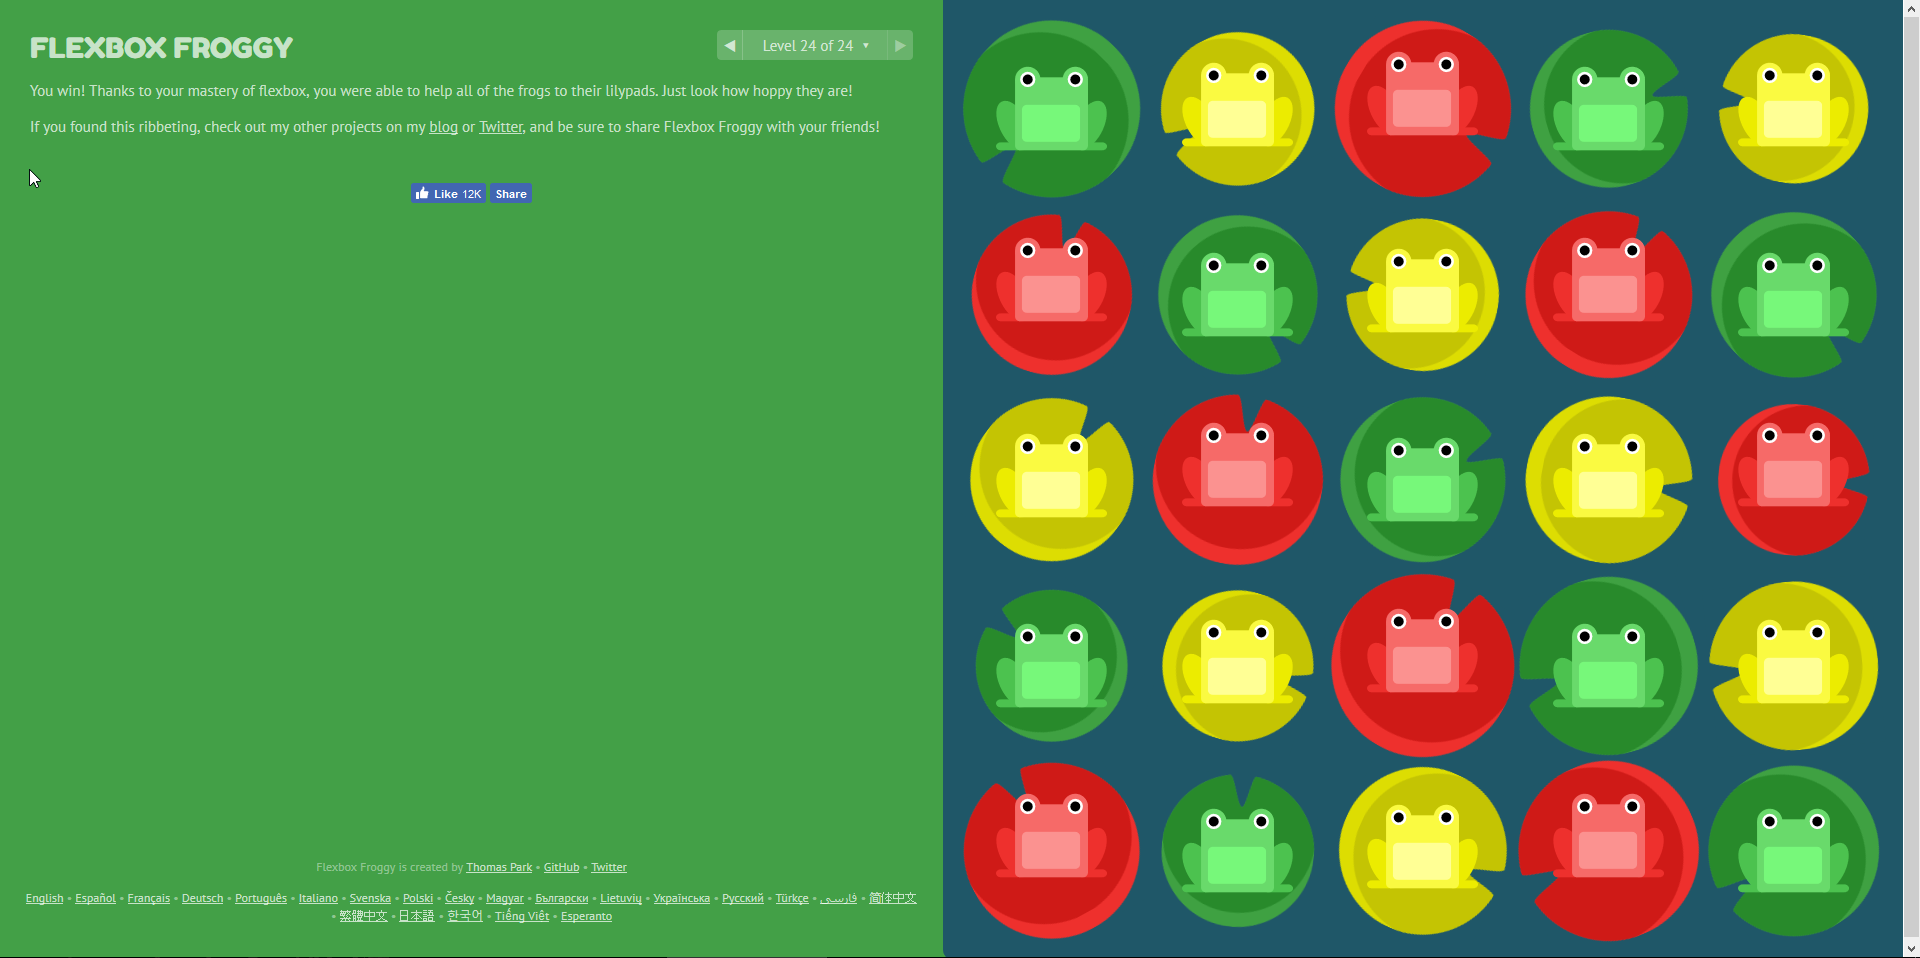 FLEXBOX FROGGY
Level 24 of 24
You win! Thanks to your mastery of flexbox, you were able to help all of the frogs to their lilypads. Just look how hoppy they are!
If you found this ribbeting, check out my other projects on my blog or Twitter, and be sure to share Flexbox Froggy with your friends!
Like 12K Share
Flexbox Froggy is created by Thomas Park • GitHub • Twitter
English • Español • Français • Deutsch • Português • Italiano • Svenska • Polski • Česky • Magyar • Български • Lietuvių • Українська • Русский • Türkçe • فارسی • 简体中文
• 繁體中文 • 日本語 • 한국어 • Tiếng Việt • Esperanto